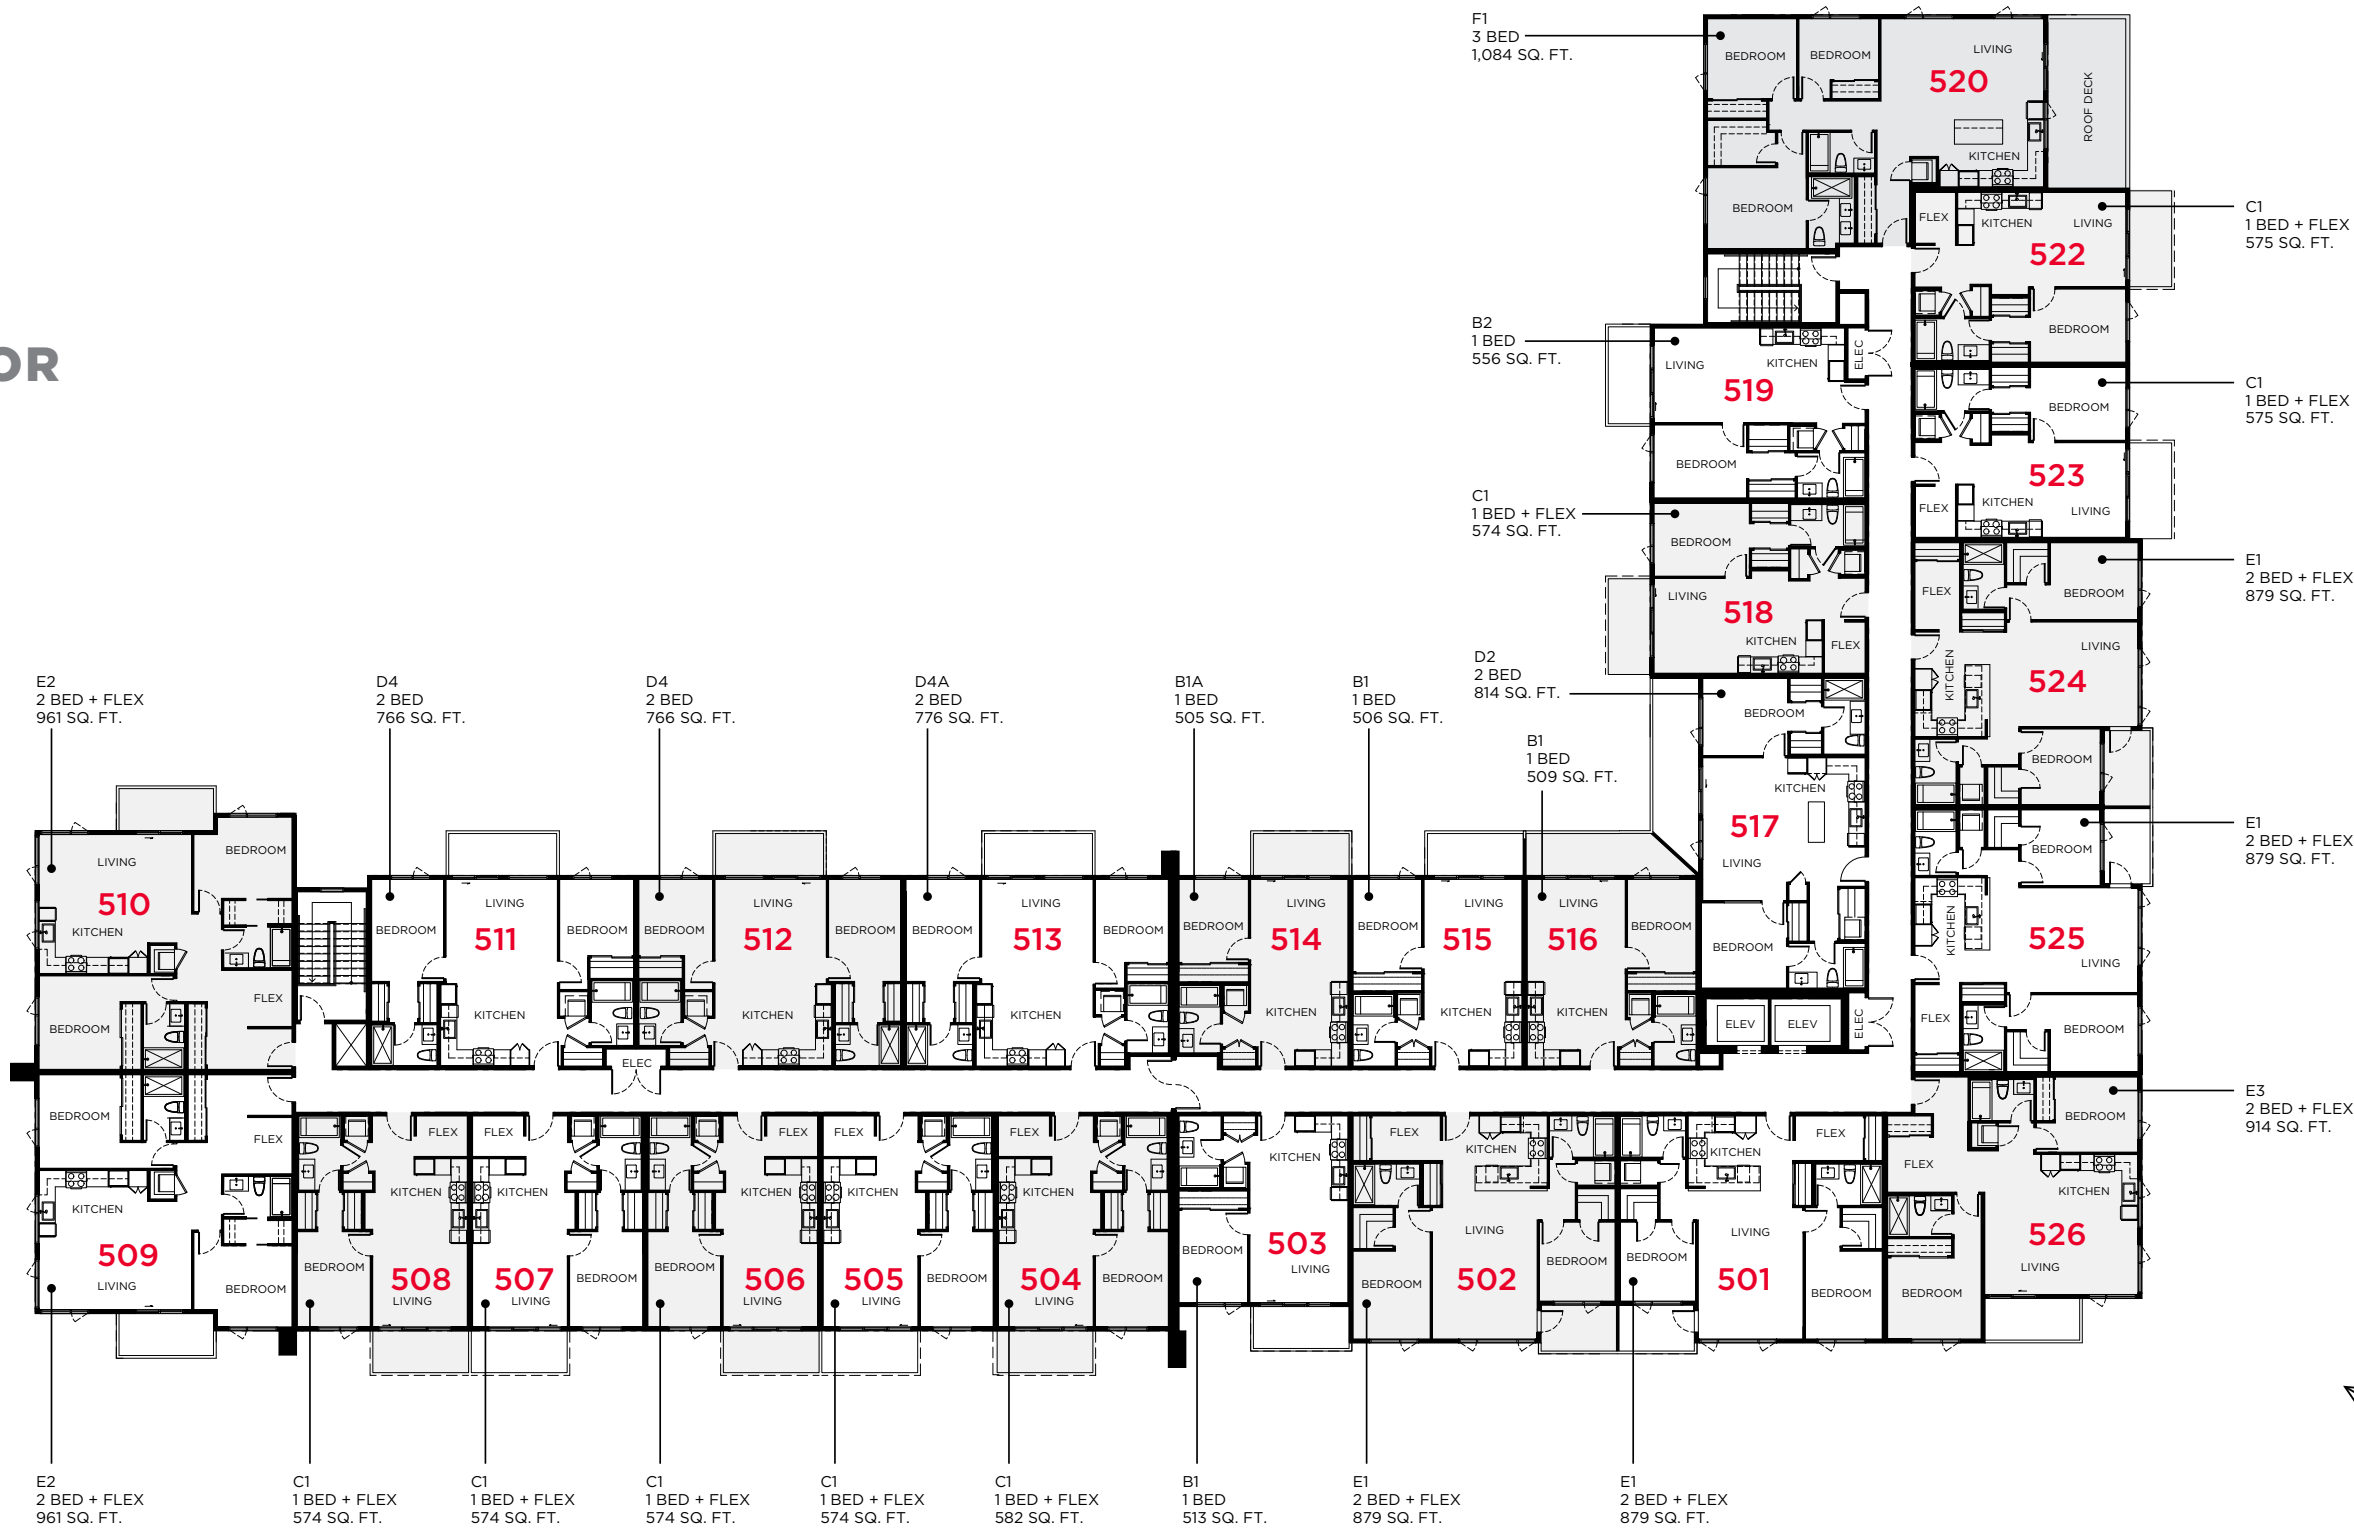 OR
F1
3 BED
1,084 SQ. FT.
BEDROOM
BEDROOM
LIVING
520
ROOF DECK
KITCHEN
BEDROOM
C1
1 BED + FLEX
575 SQ. FT.
FLEX
KITCHEN
LIVING
522
BEDROOM
B2
1 BED
556 SQ. FT.
LIVING
KITCHEN
ELEC
519
BEDROOM
C1
1 BED + FLEX
575 SQ. FT.
BEDROOM
523
KITCHEN
FLEX
LIVING
C1
1 BED + FLEX
574 SQ. FT.
BEDROOM
LIVING
518
KITCHEN
FLEX
E1
2 BED + FLEX
879 SQ. FT.
FLEX
BEDROOM
LIVING
KITCHEN
524
BEDROOM
D2
2 BED
814 SQ. FT.
BEDROOM
KITCHEN
517
LIVING
BEDROOM
ELEV
ELEV
ELEC
E1
2 BED + FLEX
879 SQ. FT.
BEDROOM
KITCHEN
525
LIVING
FLEX
BEDROOM
E3
2 BED + FLEX
914 SQ. FT.
BEDROOM
FLEX
KITCHEN
526
LIVING
BEDROOM
E2
2 BED + FLEX
961 SQ. FT.
D4
2 BED
766 SQ. FT.
D4
2 BED
766 SQ. FT.
D4A
2 BED
776 SQ. FT.
B1A
1 BED
505 SQ. FT.
B1
1 BED
506 SQ. FT.
B1
1 BED
509 SQ. FT.
LIVING
BEDROOM
510
KITCHEN
FLEX
BEDROOM
LIVING
BEDROOM
BEDROOM
511
KITCHEN
LIVING
BEDROOM
BEDROOM
512
KITCHEN
ELEC
LIVING
BEDROOM
BEDROOM
513
KITCHEN
LIVING
BEDROOM
514
KITCHEN
LIVING
BEDROOM
515
KITCHEN
LIVING
BEDROOM
516
KITCHEN
BEDROOM
FLEX
KITCHEN
509
LIVING
BEDROOM
FLEX
KITCHEN
BEDROOM
508
LIVING
FLEX
KITCHEN
BEDROOM
507
LIVING
FLEX
KITCHEN
BEDROOM
506
LIVING
FLEX
KITCHEN
BEDROOM
505
LIVING
FLEX
KITCHEN
BEDROOM
504
LIVING
KITCHEN
BEDROOM
503
LIVING
FLEX
KITCHEN
LIVING
BEDROOM
502
BEDROOM
FLEX
KITCHEN
LIVING
BEDROOM
501
BEDROOM
E2
2 BED + FLEX
961 SQ. FT.
C1
1 BED + FLEX
574 SQ. FT.
C1
1 BED + FLEX
574 SQ. FT.
C1
1 BED + FLEX
574 SQ. FT.
C1
1 BED + FLEX
574 SQ. FT.
C1
1 BED + FLEX
582 SQ. FT.
B1
1 BED
513 SQ. FT.
E1
2 BED + FLEX
879 SQ. FT.
E1
2 BED + FLEX
879 SQ. FT.